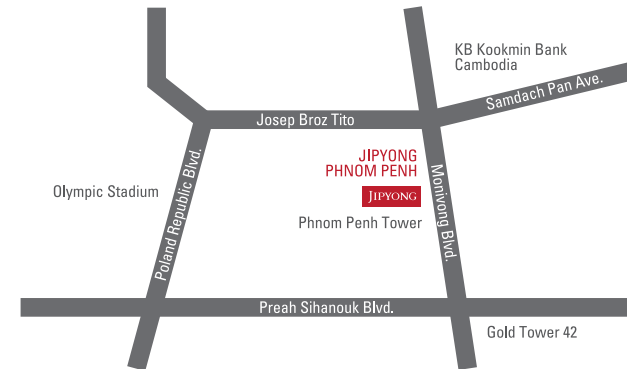 KB Kookmin Bank
Cambodia
Samdach Pan Ave.
Josep Broz Tito
JIPYONG
PHNOM PENH
JIPYONG
Phnom Penh Tower
Monivong Blvd.
Olympic Stadium
Poland Republic Blvd.
Preah Sihanouk Blvd.
Gold Tower 42